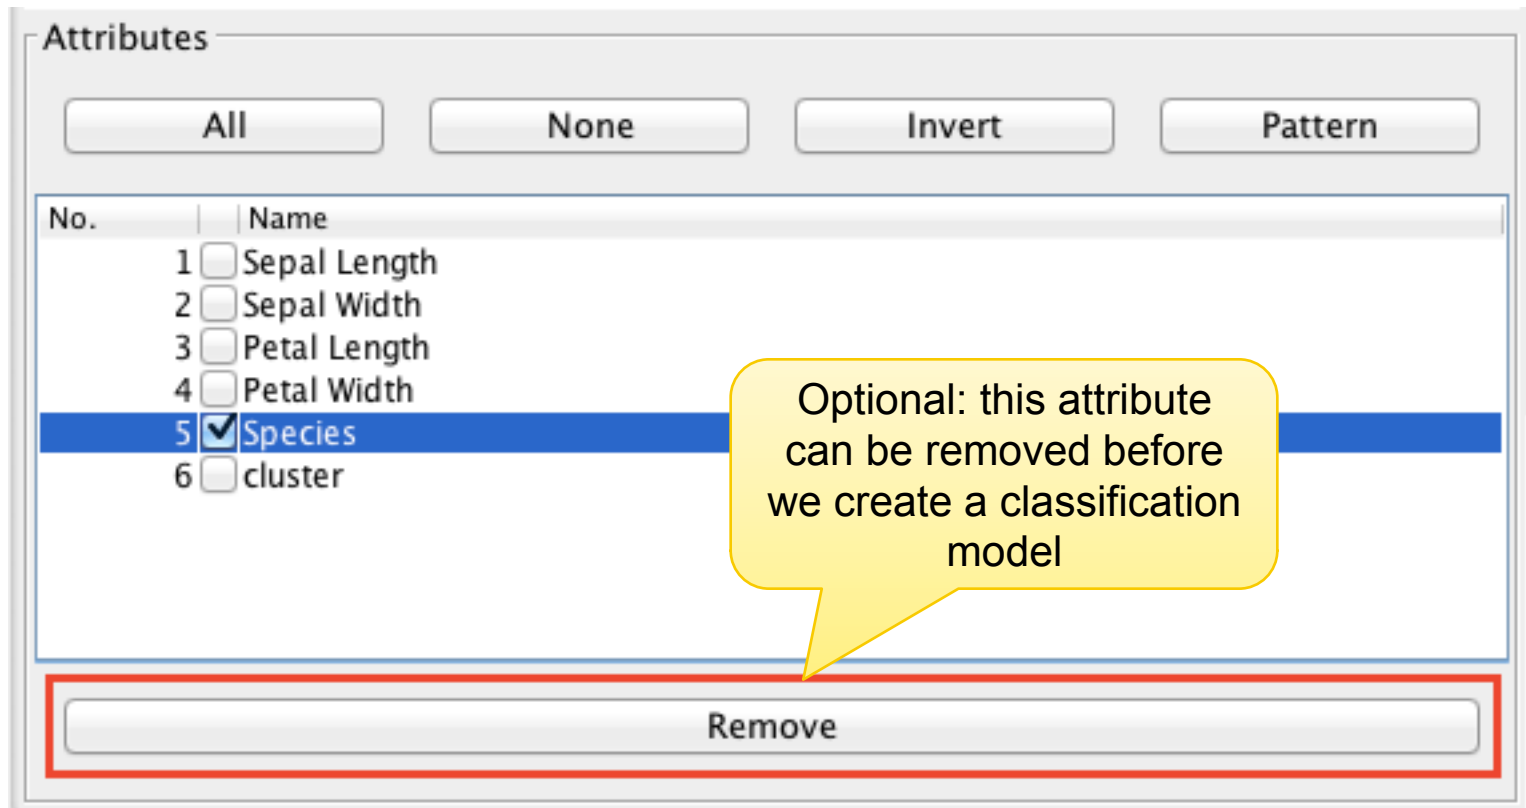 Attributes
All None Invert Pattern
No. Name
1 Sepal Length
2 Sepal Width
3 Petal Length
4 Petal Width
5 Species
6 cluster
Optional: this attribute
can be removed before
we create a classification
model
Remove